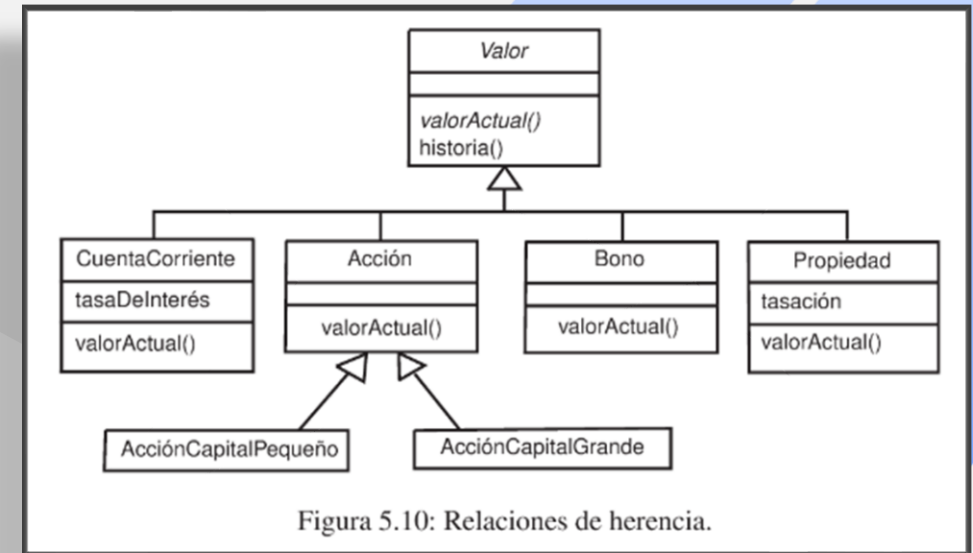 Valor
valorActual()
historia()
CuentaCorriente
tasaDeInterés
valorActual()
Acción
valorActual()
Bono
valorActual()
Propiedad
tasación
valorActual()
AcciónCapitalPequeño
AcciónCapitalGrande
Figura 5.10: Relaciones de herencia.